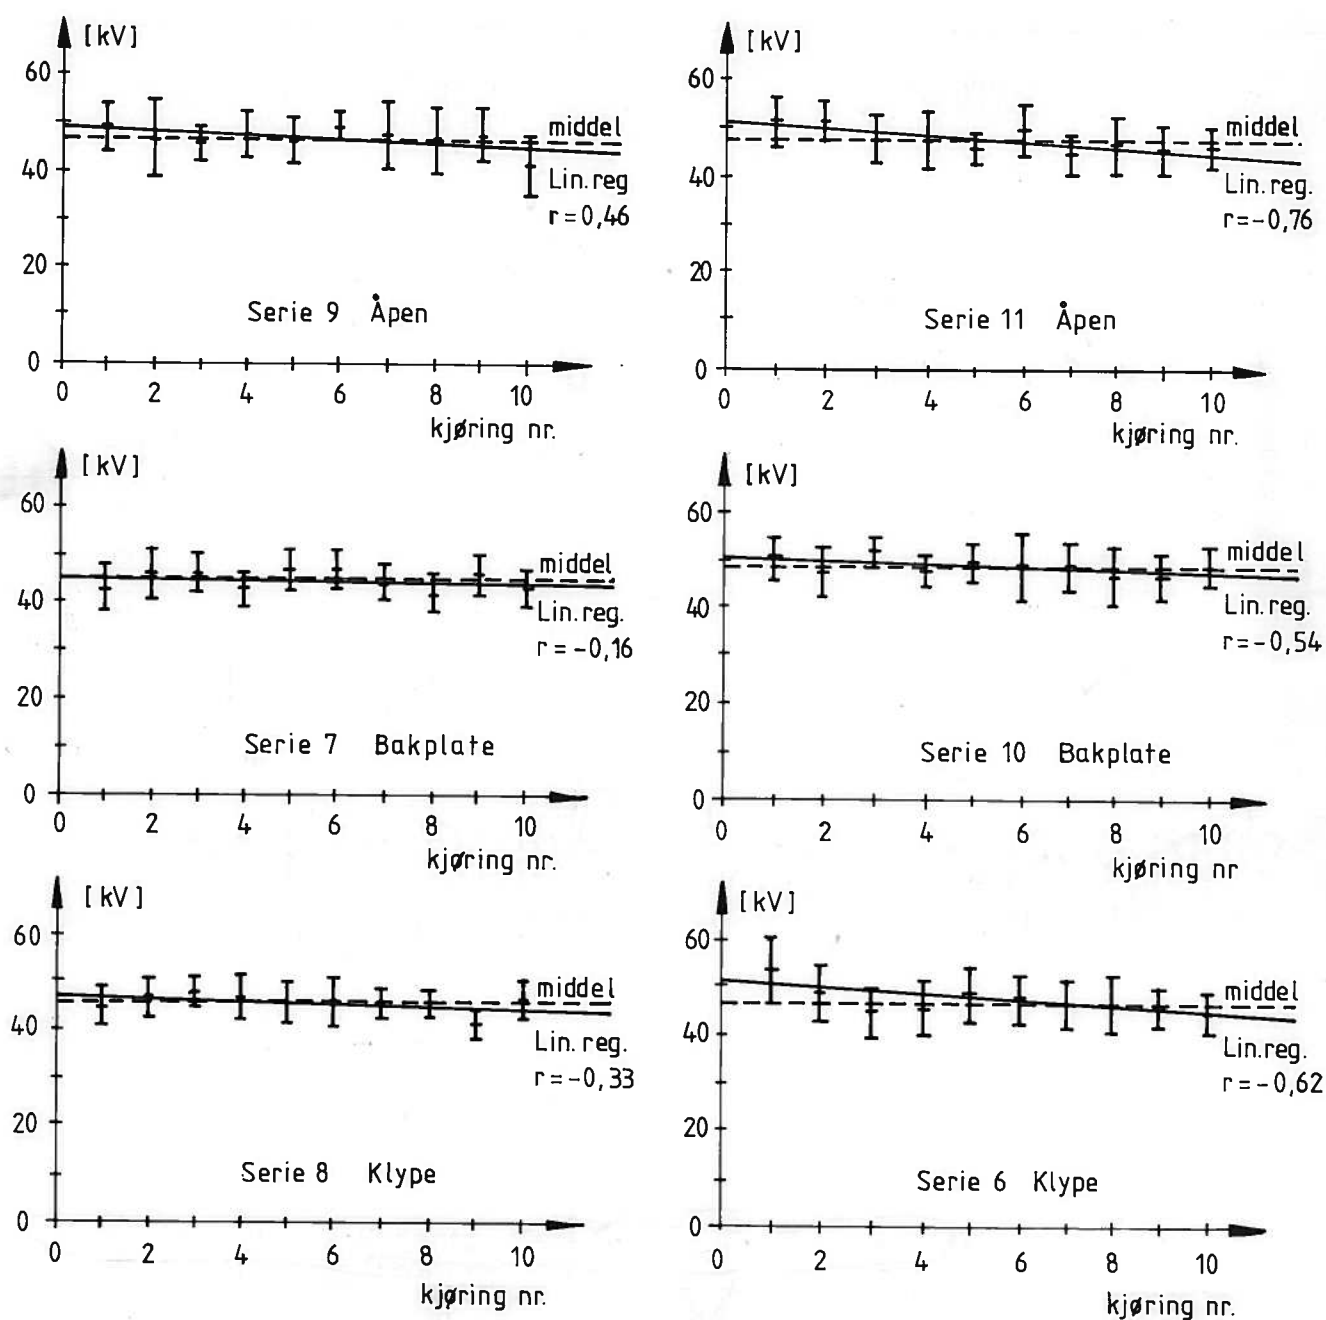 [kV]
60
40
20
0
middel
Lin.reg
r=0,46
Serie 9 Åpen
0 2 4 6 8 10
kjøring nr.
[kV]
60
40
20
0
middel
Lin.reg.
r=-0,76
Serie 11 Åpen
0 2 4 6 8 10
kjøring nr.
[kV]
60
40
20
0
middel
Lin.reg.
r=-0,16
Serie 7 Bakplate
0 2 4 6 8 10
kjøring nr.
[kV]
60
40
20
0
middel
Lin.reg.
r=-0,54
Serie 10 Bakplate
0 2 4 6 8 10
kjøring nr
[kV]
60
40
20
0
middel
Lin.reg.
r=-0,33
Serie 8 Klype
0 2 4 6 8 10
kjøring nr.
[kV]
60
40
20
0
middel
Lin.reg.
r=-0,62
Serie 6 Klype
0 2 4 6 8 10
kjøring nr.